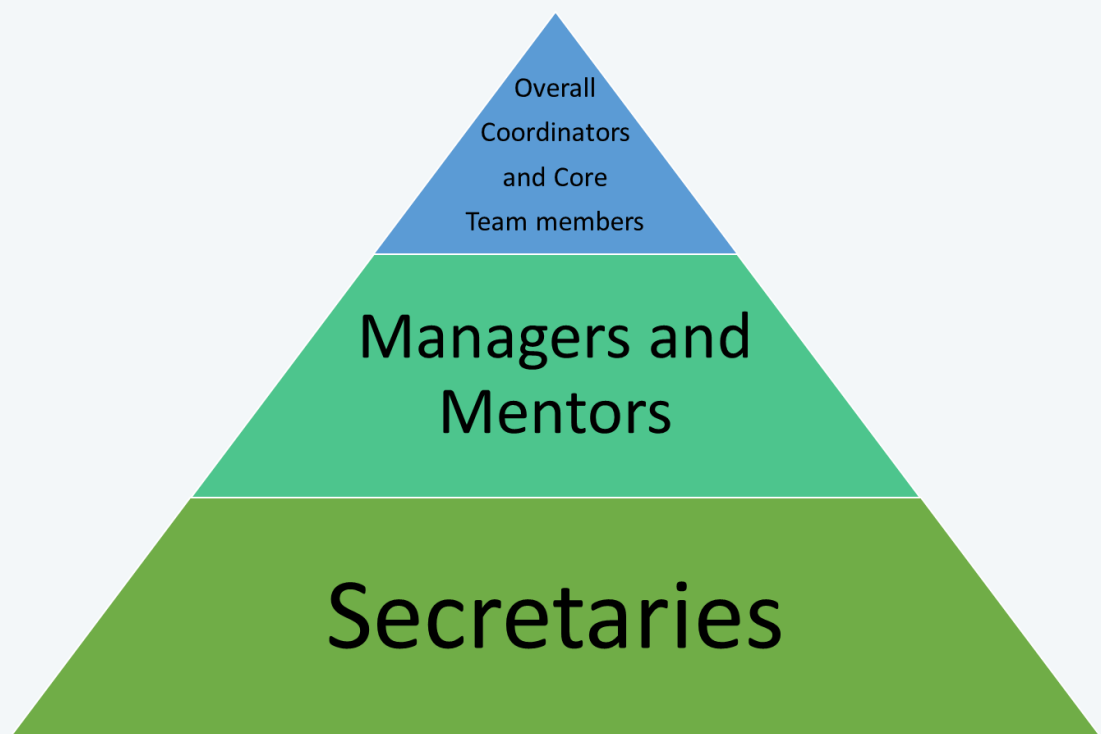 Overall
Coordinators
and Core
Team members
Managers and
Mentors
Secretaries